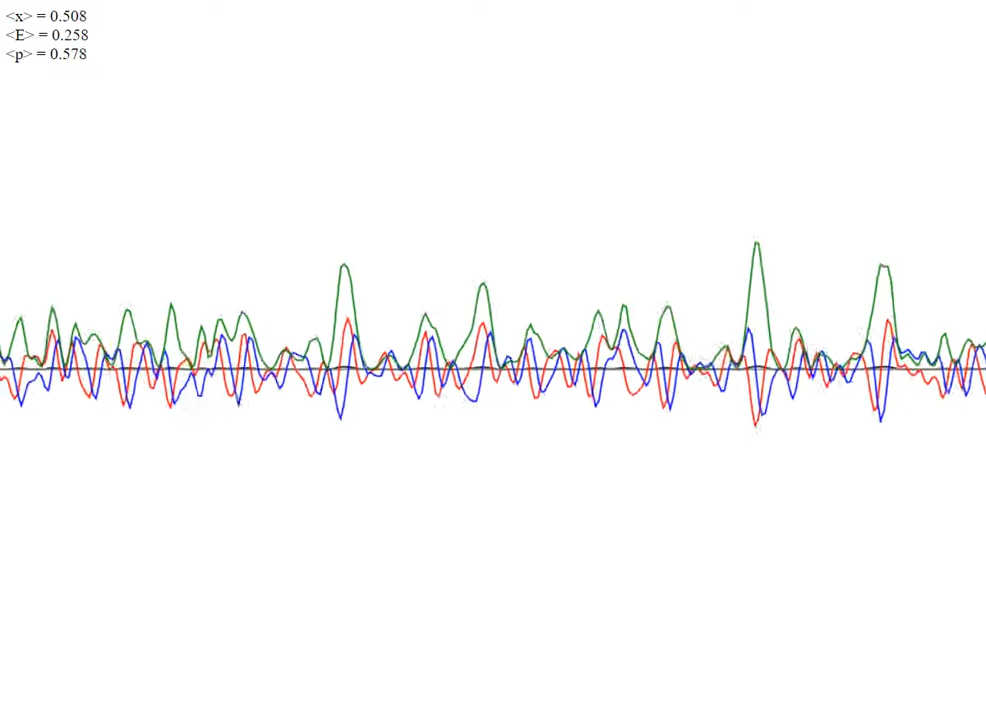 <x> = 0.508
<E> = 0.258
<p> = 0.578